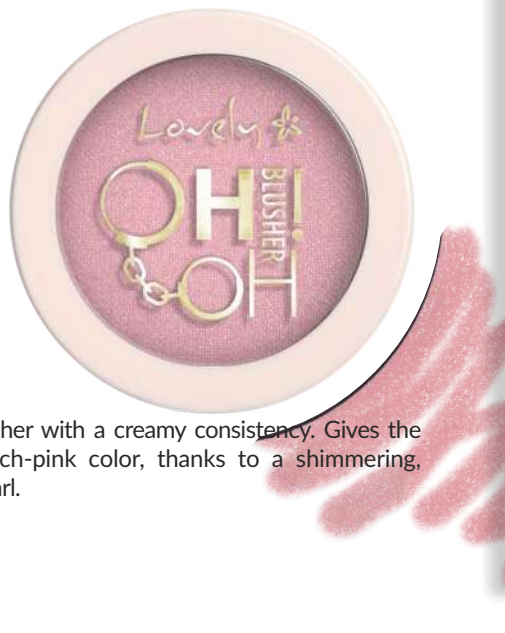 Lovely
OH!
BLUSHER
OH
her with a creamy consistency. Gives the
ch-pink color, thanks to a shimmering,
rl.